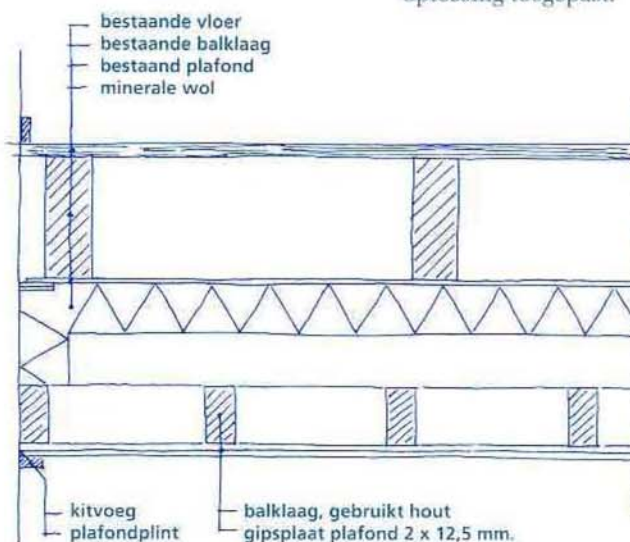 bestaande vloer
bestaande balklaag
bestaand plafond
minerale wol
kitvoeg
plafondplint
balklaag, gebruikt hout
gipsplaat plafond 2 x 12,5 mm.